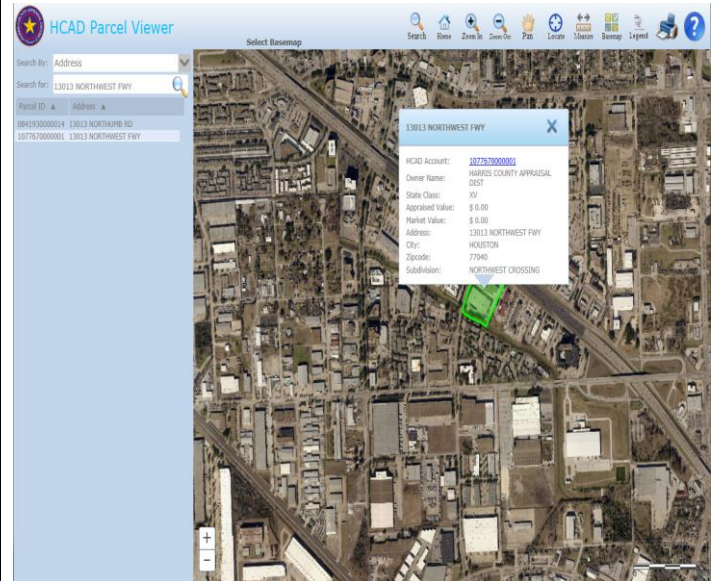 HCAD Parcel Viewer
Select Basemap
Search
Home
Zoom In
Zoom Out
Pan
Locate
Measure
Basemap
Legend
Search By: Address
Search for: 13013 NORTHWEST FWY
Parcel ID ▲ Address ▲
0841930000014 13013 NORTHUMB RD
1077670000001 13013 NORTHWEST FWY
13013 NORTHWEST FWY
HCAD Account: 1077670000001
Owner Name: HARRIS COUNTY APPRAISAL
DIST
State Class: XV
Appraised Value: $ 0.00
Market Value: $ 0.00
Address: 13013 NORTHWEST FWY
City: HOUSTON
Zipcode: 77040
Subdivision: NORTHWEST CROSSING
+
−